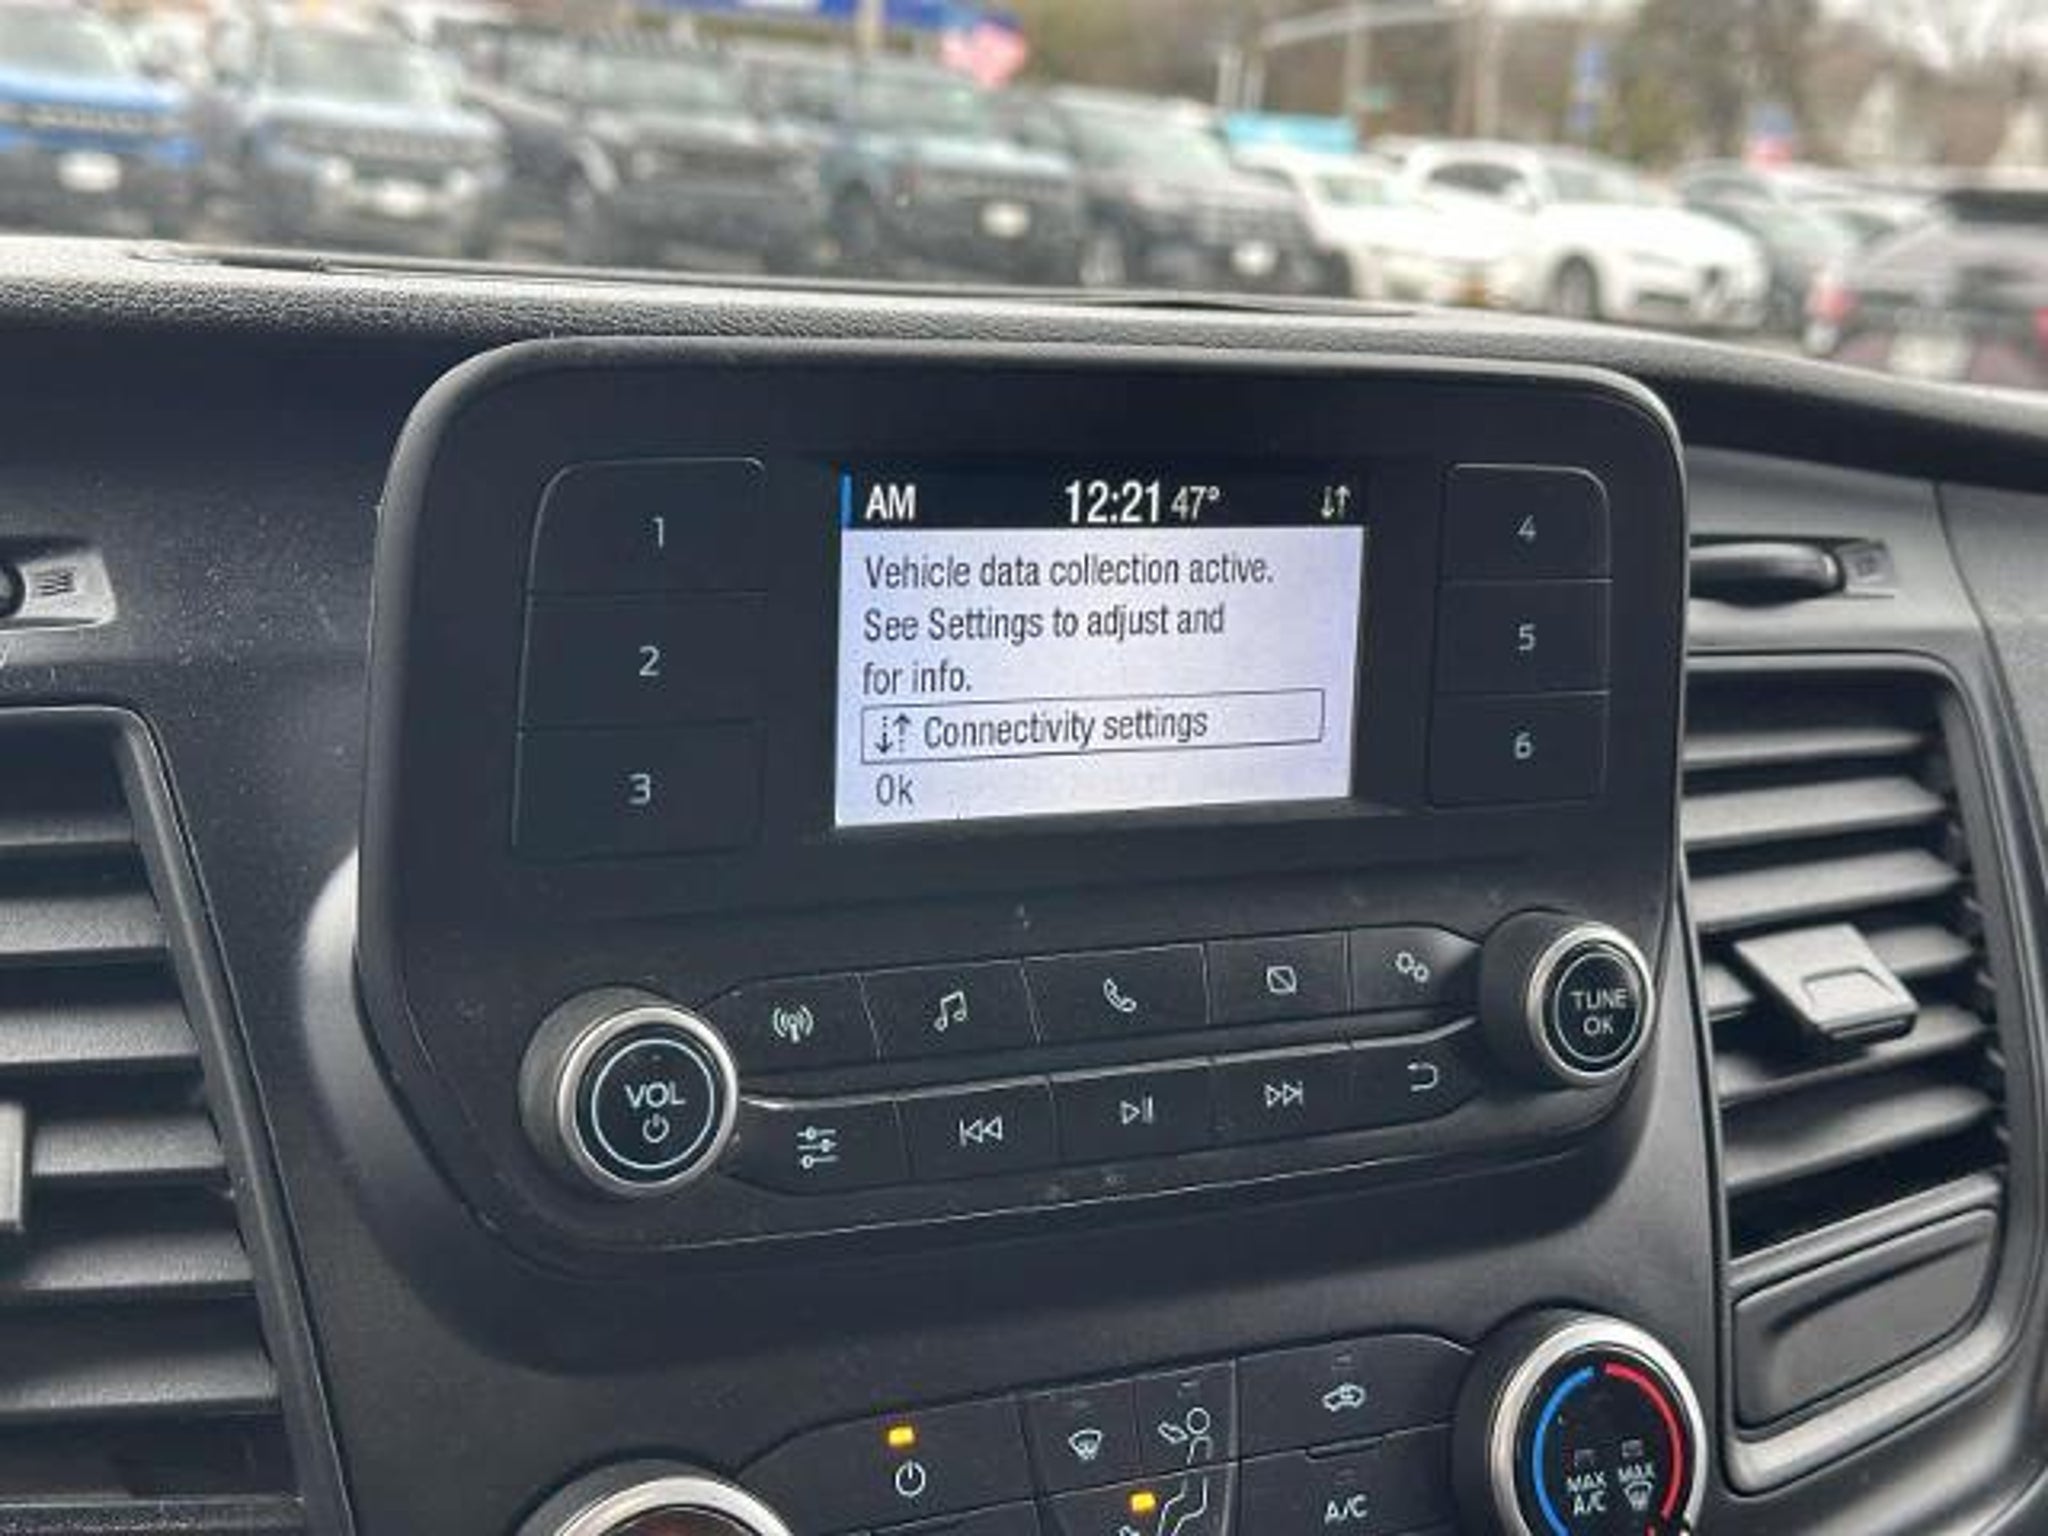 AM 12:21 47°
Vehicle data collection active.
See Settings to adjust and
for info.
Connectivity settings
Ok
1
2
3
4
5
6
VOL
TUNE
OK
A/C
MAX
A/C
MAX